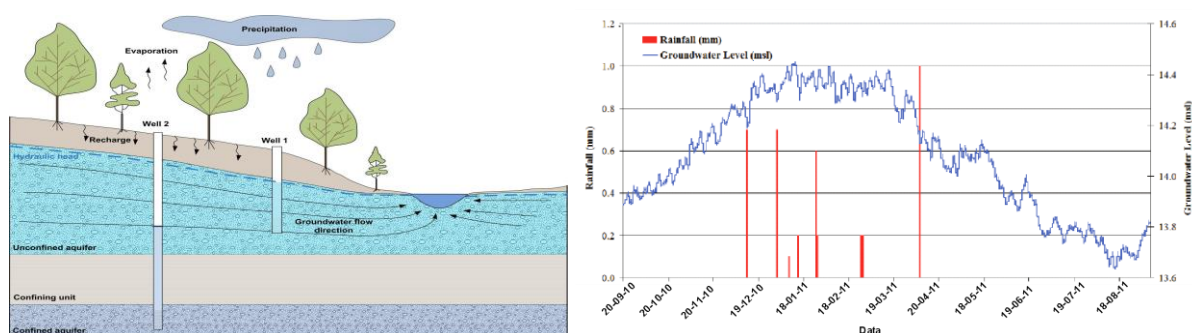 Precipitation
Evaporation
Well 2
Well 1
Recharge
Hydraulic head
Groundwater flow
direction
Unconfined aquifer
Confining unit
Confined aquifer
1.2
1.0
0.8
0.6
0.4
0.2
0.0
Rainfall (mm)
Rainfall (mm)
Groundwater Level (msl)
14.6
14.4
14.2
14.0
13.8
13.6
Groundwater Level (msl)
20-09-10
20-10-10
20-11-10
19-12-10
18-01-11
18-02-11
19-03-11
20-04-11
18-05-11
19-06-11
19-07-11
18-08-11
Data